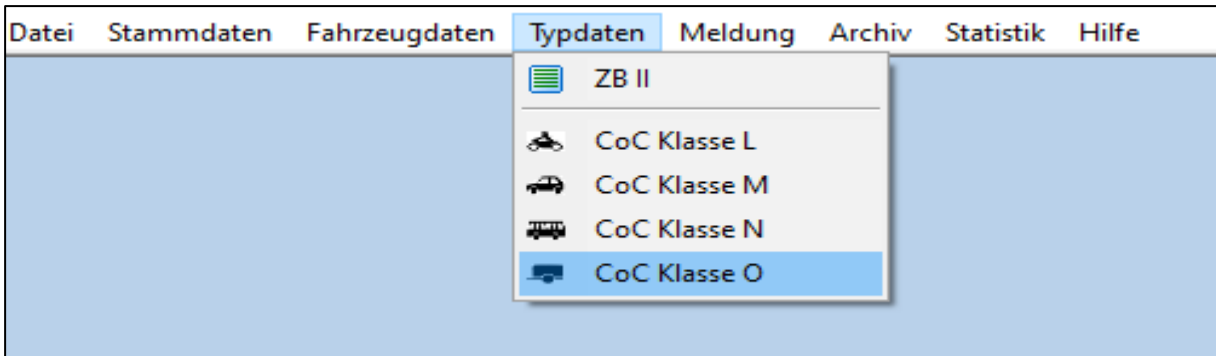 Datei Stammdaten Fahrzeugdaten Typdaten Meldung Archiv Statistik Hilfe
ZB II
CoC Klasse L
CoC Klasse M
CoC Klasse N
CoC Klasse O